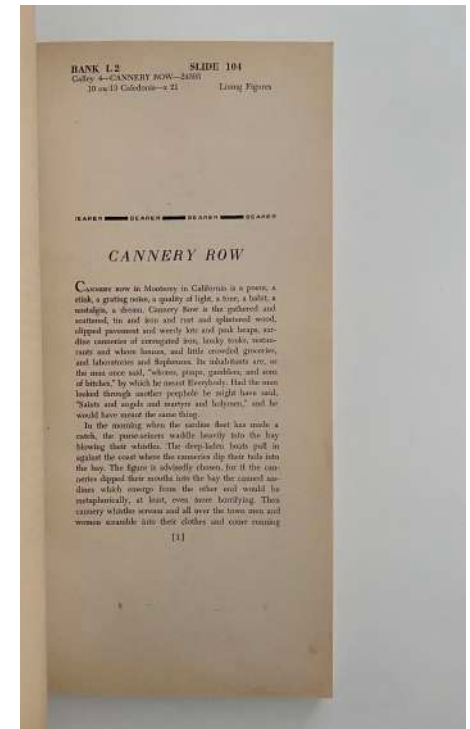 BANK L2 SLIDE 104
Galley 4—CANNERY ROW—24503
10 on 13 Caledonia—x 21 Lining Figures
BEARER BEARER BEARER BEARER
CANNERY ROW
CANNERY ROW in Monterey in California is a poem, a
stink, a grating noise, a quality of light, a tone, a habit, a
nostalgia, a dream. Cannery Row is the gathered and
scattered, tin and iron and rust and splintered wood,
chipped pavement and weedy lots and junk heaps, sar-
dine canneries of corrugated iron, honky tonks, restau-
rants and whore houses, and little crowded groceries,
and laboratories and flophouses. Its inhabitants are, as
the man once said, "whores, pimps, gamblers, and sons
of bitches," by which he meant Everybody. Had the man
looked through another peephole he might have said,
"Saints and angels and martyrs and holymen," and he
would have meant the same thing.
In the morning when the sardine fleet has made a
catch, the purse-seiners waddle heavily into the bay
blowing their whistles. The deep-laden boats pull in
against the coast where the canneries dip their tails into
the bay. The figure is advisedly chosen, for if the can-
neries dipped their mouths into the bay the canned sar-
dines which emerge from the other end would be
metaphorically, at least, even more horrifying. Then
cannery whistles scream and all over the town men and
women scramble into their clothes and come running
[1]